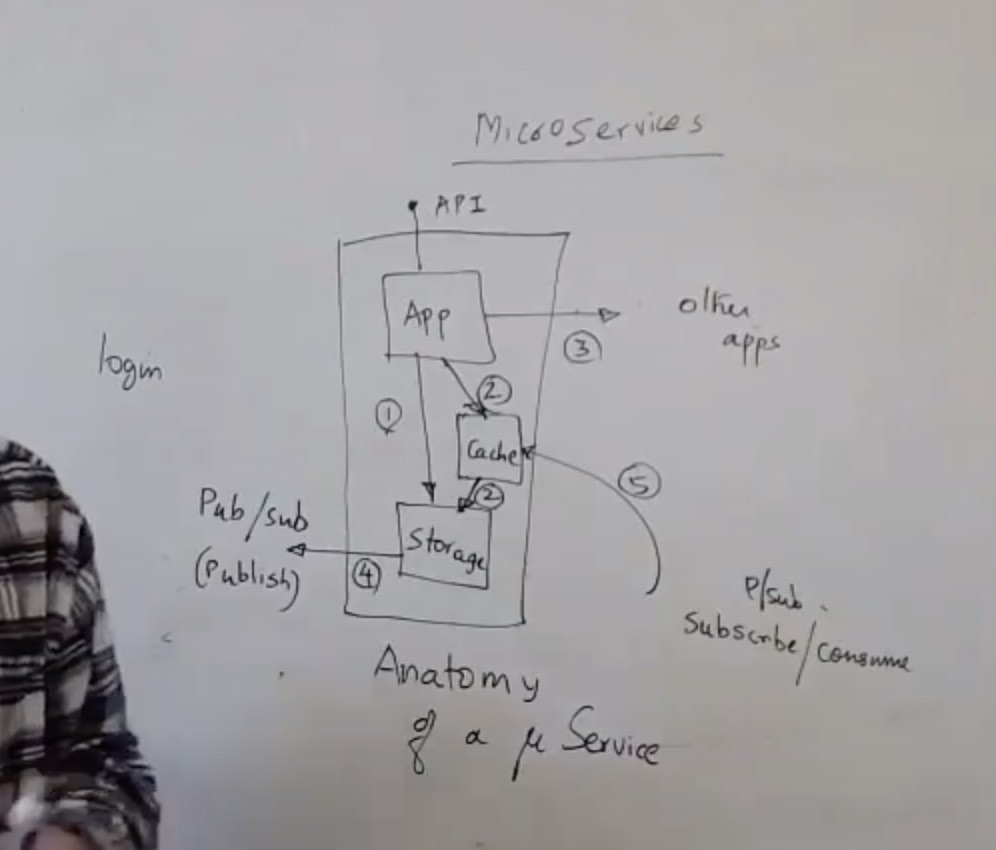 Microservices
API
App
other
apps
③
login
②
①
Cache
⑤
②
Pub/sub
(Publish)
Storage
④
P/sub
Subscribe/consume
Anatomy
of a μ Service